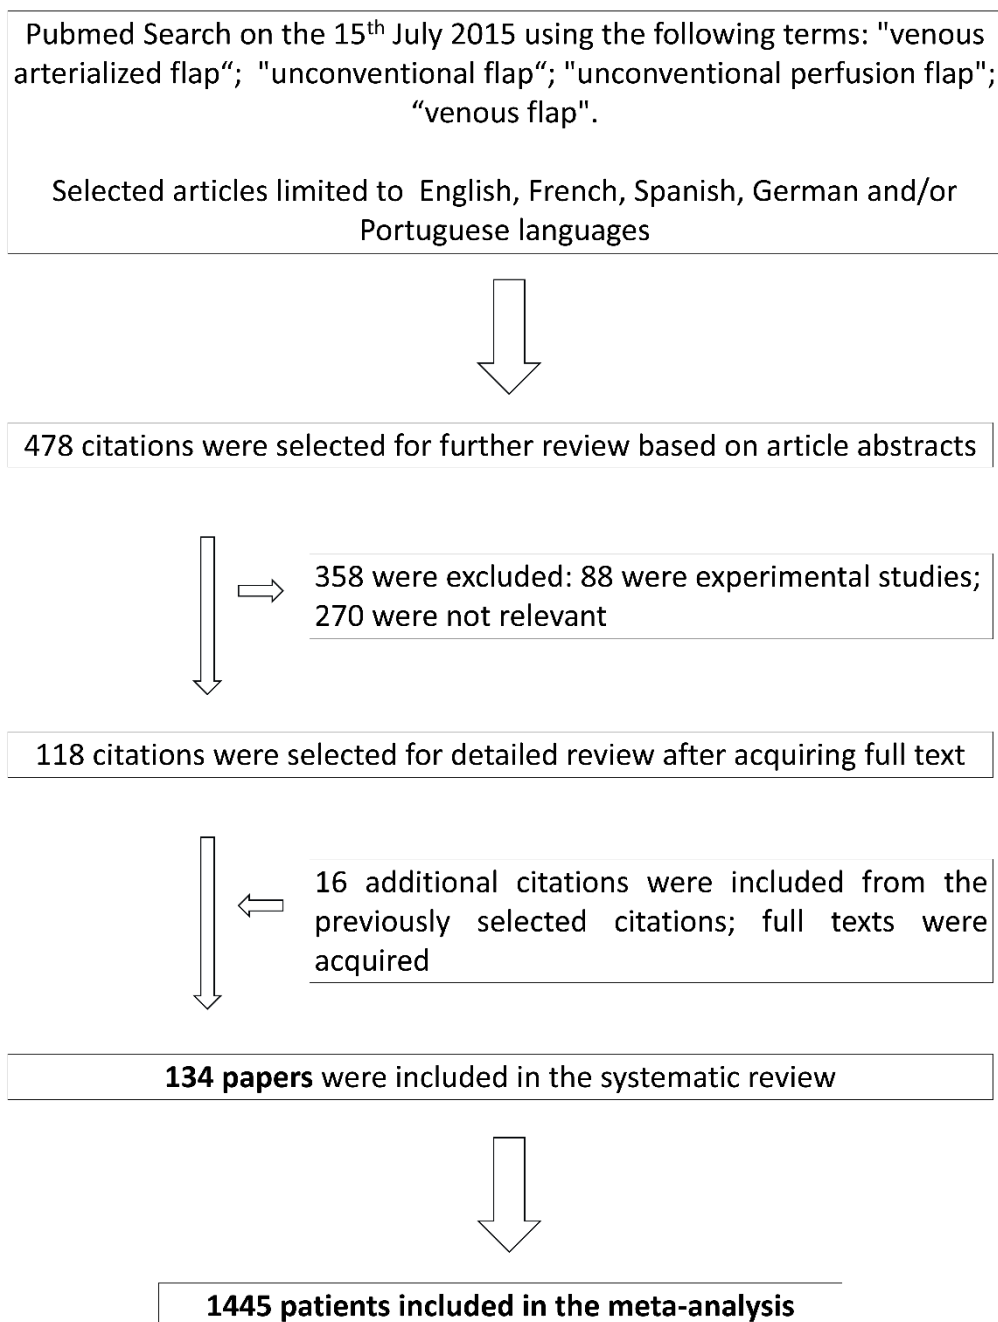 Pubmed Search on the 15th July 2015 using the following terms: "venous
arterialized flap“; "unconventional flap“; "unconventional perfusion flap";
“venous flap".
Selected articles limited to English, French, Spanish, German and/or
Portuguese languages
478 citations were selected for further review based on article abstracts
358 were excluded: 88 were experimental studies;
270 were not relevant
118 citations were selected for detailed review after acquiring full text
16 additional citations were included from the
previously selected citations; full texts were
acquired
134 papers were included in the systematic review
1445 patients included in the meta-analysis